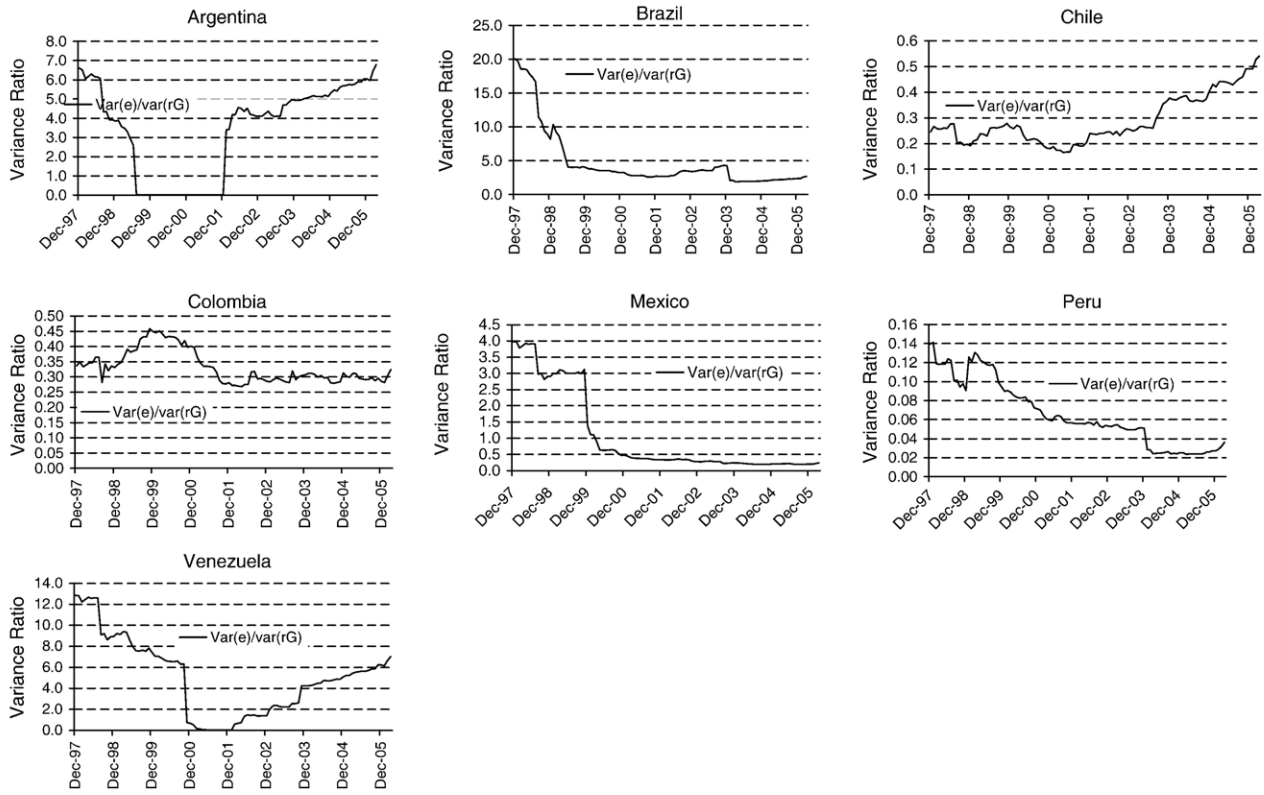 Argentina
Variance Ratio
8.0
7.0
6.0
5.0
4.0
3.0
2.0
1.0
0.0
Var(e)/var(rG)
Dec-97
Dec-98
Dec-99
Dec-00
Dec-01
Dec-02
Dec-03
Dec-04
Dec-05
Brazil
Variance Ratio
25.0
20.0
15.0
10.0
5.0
0.0
Var(e)/var(rG)
Dec-97
Dec-98
Dec-99
Dec-00
Dec-01
Dec-02
Dec-03
Dec-04
Dec-05
Chile
Variance Ratio
0.6
0.5
0.4
0.3
0.2
0.1
0.0
Var(e)/var(rG)
Dec-97
Dec-98
Dec-99
Dec-00
Dec-01
Dec-02
Dec-03
Dec-04
Dec-05
Colombia
Variance Ratio
0.50
0.45
0.40
0.35
0.30
0.25
0.20
0.15
0.10
0.05
0.00
Var(e)/var(rG)
Dec-97
Dec-98
Dec-99
Dec-00
Dec-01
Dec-02
Dec-03
Dec-04
Dec-05
Mexico
Variance Ratio
4.5
4.0
3.5
3.0
2.5
2.0
1.5
1.0
0.5
0.0
Var(e)/var(rG)
Dec-97
Dec-98
Dec-99
Dec-00
Dec-01
Dec-02
Dec-03
Dec-04
Dec-05
Peru
Variance Ratio
0.16
0.14
0.12
0.10
0.08
0.06
0.04
0.02
0.00
Var(e)/var(rG)
Dec-97
Dec-98
Dec-99
Dec-00
Dec-01
Dec-02
Dec-03
Dec-04
Dec-05
Venezuela
Variance Ratio
14.0
12.0
10.0
8.0
6.0
4.0
2.0
0.0
Var(e)/var(rG)
Dec-97
Dec-98
Dec-99
Dec-00
Dec-01
Dec-02
Dec-03
Dec-04
Dec-05